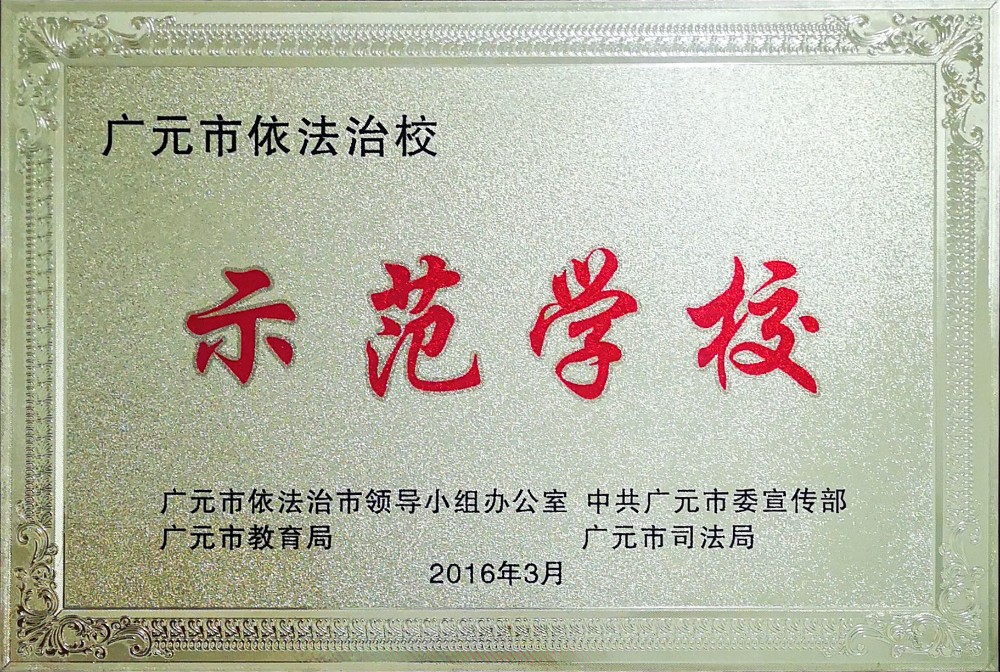 广元市依法治校
示范学校
广元市依法治市领导小组办公室 中共广元市委宣传部
广元市教育局 广元市司法局
2016年3月